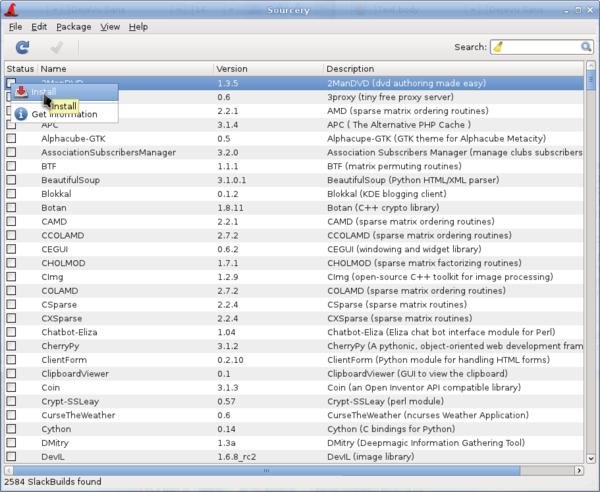 Sourcery
File Edit Package View Help
Search:
Status Name Version Description
2ManDVD 1.3.5 2ManDVD (dvd authoring made easy)
Install
0.6 3proxy (tiny free proxy server)
Install
2.2.1 AMD (sparse matrix ordering routines)
Get Information
APC 3.1.4 APC ( The Alternative PHP Cache )
Alphacube-GTK 0.5 Alphacupe-GTK (GTK theme for Alphacube Metacity)
AssociationSubscribersManager 3.2.0 Association Subscribers Manager (manage clubs subscribers
BTF 1.1.1 BTF (matrix permuting routines)
BeautifulSoup 3.1.0.1 BeautifulSoup (Python HTML/XML parser)
Blokkal 0.1.2 Blokkal (KDE blogging client)
Botan 1.8.11 Botan (C++ crypto library)
CAMD 2.2.1 CAMD (sparse matrix ordering routines)
CCOLAMD 2.7.2 CCOLAMD (sparse matrix ordering routines)
CEGUI 0.6.2 CEGUI (windowing and widget library)
CHOLMOD 1.7.1 CHOLMOD (sparse matrix factorizing routines)
CImg 1.2.9 CImg (open-source C++ toolkit for image processing)
COLAMD 2.7.2 COLAMD (sparse matrix ordering routines)
CSparse 2.2.4 CSparse (sparse matrix routines)
CXSparse 2.2.4 CXSparse (sparse matrix routines)
Chatbot-Eliza 1.04 Chatbot-Eliza (Eliza chat bot interface module for Perl)
CherryPy 3.1.2 CherryPy (A pythonic, object-oriented web development fram
ClientForm 0.2.10 ClientForm (Python module for handling HTML forms)
ClipboardViewer 0.1 ClipboardViewer (GUI to view the clipboard)
Coin 3.1.3 Coin (an Open Inventor API compatible library)
Crypt-SSLeay 0.57 Crypt-SSLeay (perl module)
CurseTheWeather 0.6 CurseTheWeather (ncurses Weather Application)
Cython 0.14 Cython (C bindings for Python)
DMitry 1.3a DMitry (Deepmagic Information Gathering Tool)
DevIL 1.6.8_rc2 DevIL (image library)
2584 SlackBuilds found